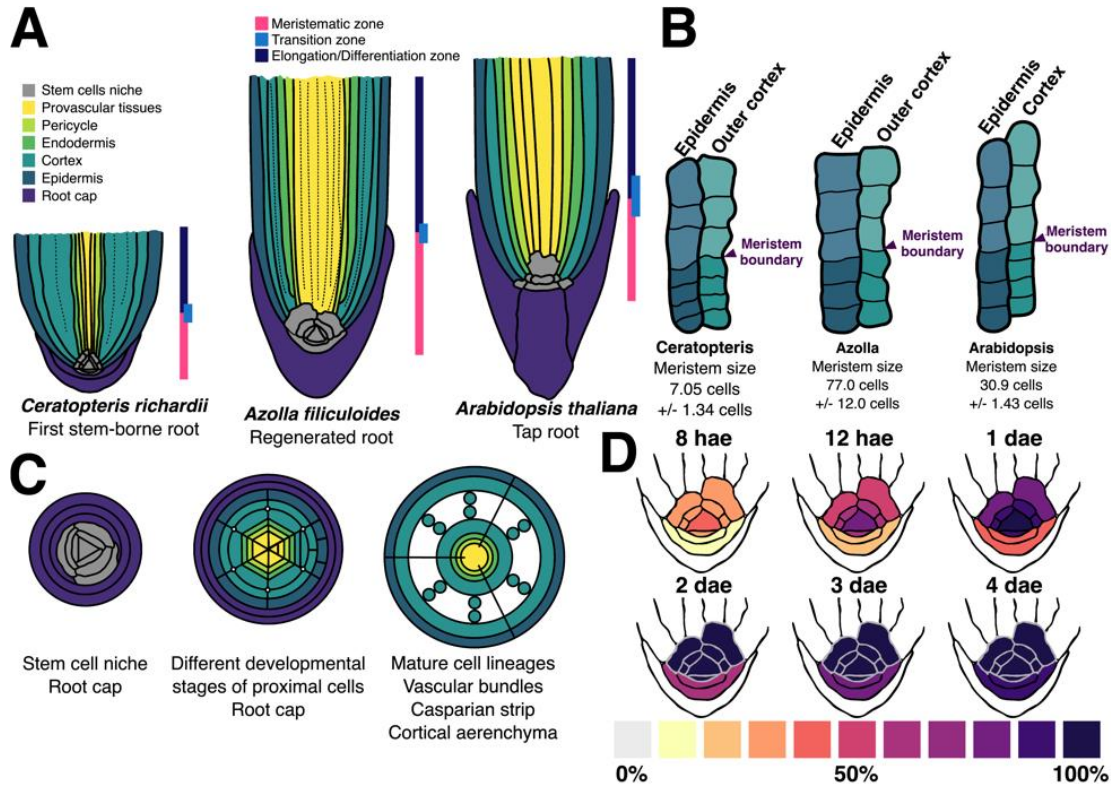 A
Meristematic zone
Transition zone
Elongation/Differentiation zone
Stem cells niche
Provascular tissues
Pericycle
Endodermis
Cortex
Epidermis
Root cap
Ceratopteris richardii
First stem-borne root
Azolla filiculoides
Regenerated root
Arabidopsis thaliana
Tap root
B
Epidermis
Outer cortex
Meristem
boundary
Ceratopteris
Meristem size
7.05 cells
+/- 1.34 cells
Epidermis
Outer cortex
Meristem
boundary
Azolla
Meristem size
77.0 cells
+/- 12.0 cells
Epidermis
Cortex
Meristem
boundary
Arabidopsis
Meristem size
30.9 cells
+/- 1.43 cells
C
Stem cell niche
Root cap
Different developmental
stages of proximal cells
Root cap
Mature cell lineages
Vascular bundles
Casparian strip
Cortical aerenchyma
D
8 hae
12 hae
1 dae
2 dae
3 dae
4 dae
0%
50%
100%